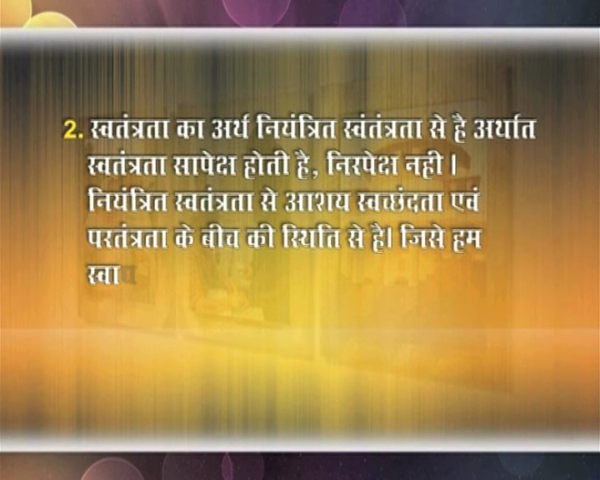 2. स्वतंत्रता का अर्थ नियंत्रित स्वंतंत्रता से है अर्थात
स्वतंत्रता सापेक्ष होती है, निरपेक्ष नही ।
नियंत्रित स्वतंत्रता से आशय स्वच्छंदता एवं
परतंत्रता के बीच की स्थिति से है। जिसे हम
स्वा